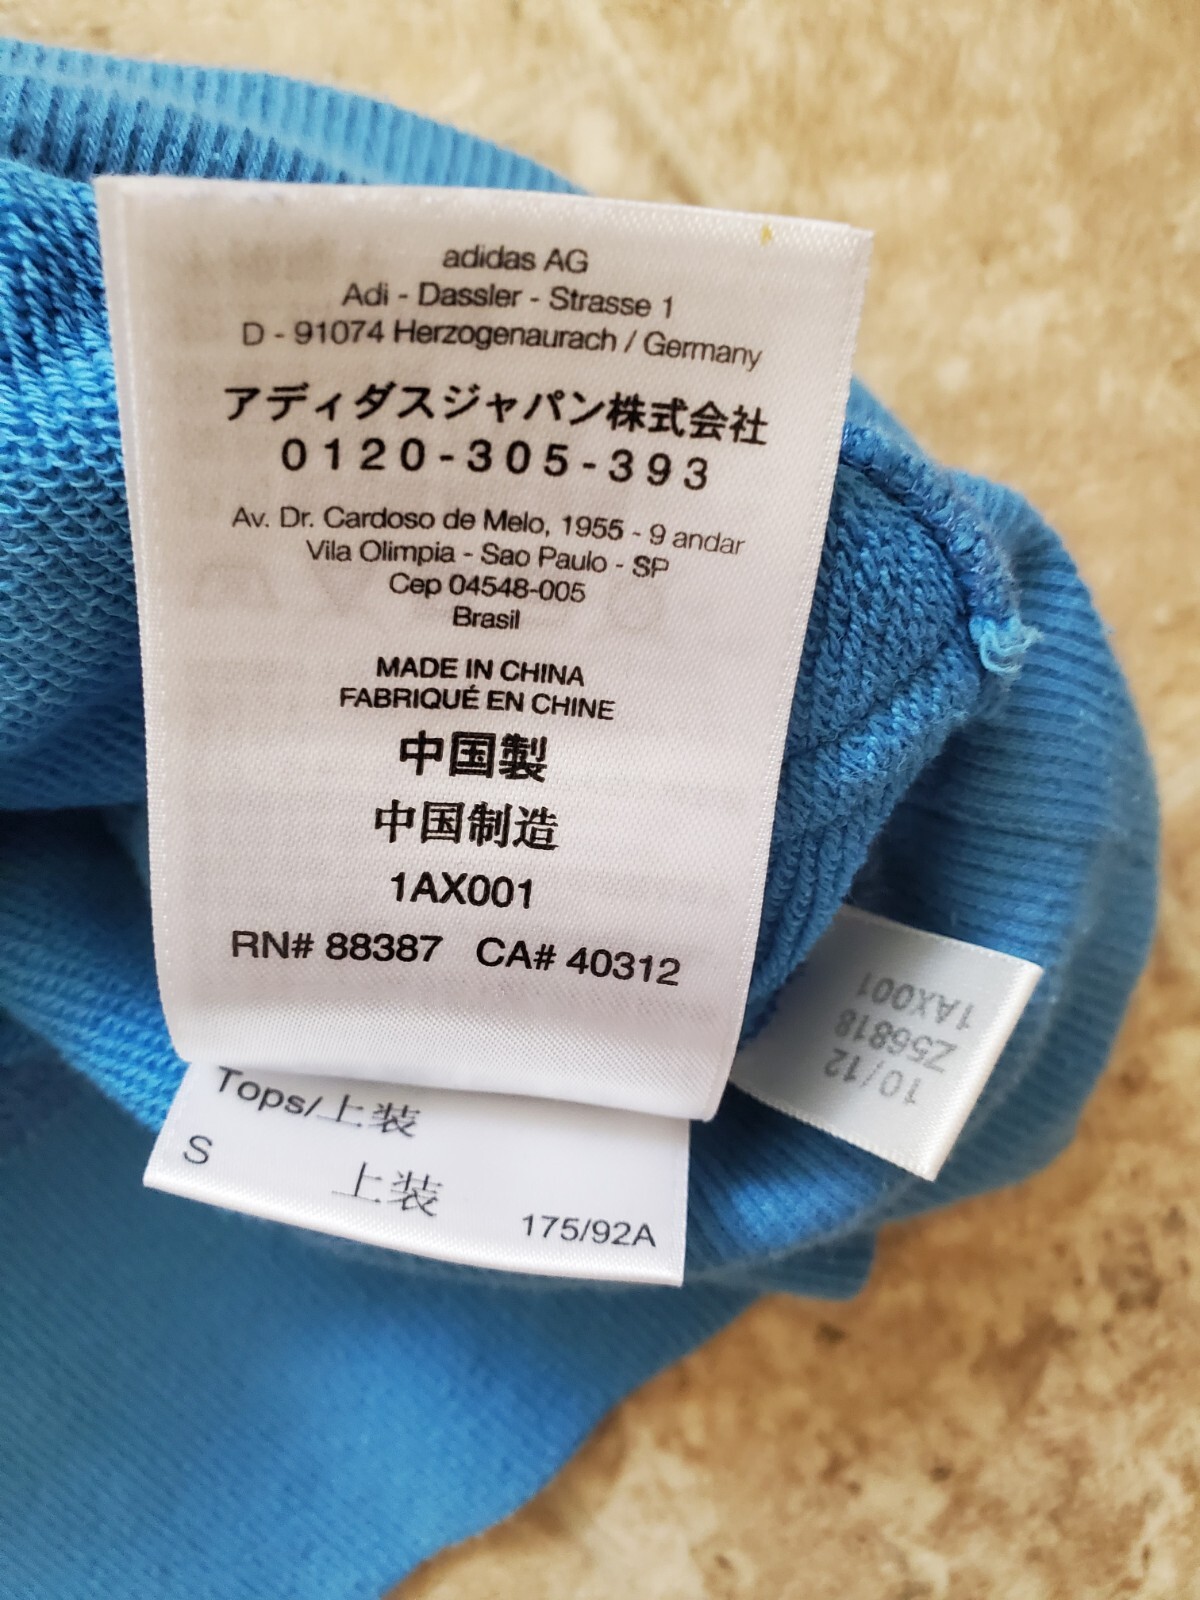 adidas AG
Adi - Dassler - Strasse 1
D - 91074 Herzogenaurach / Germany
アディダスジャパン株式会社
0120-305-393
Av. Dr. Cardoso de Melo, 1955 - 9 andar
Vila Olimpia - Sao Paulo - SP
Cep 04548-005
Brasil
MADE IN CHINA
FABRIQUÉ EN CHINE
中国製
中国制造
1AX001
RN# 88387 CA# 40312
Tops/上装
S
上装
175/92A
10/12
Z56818
1AX001